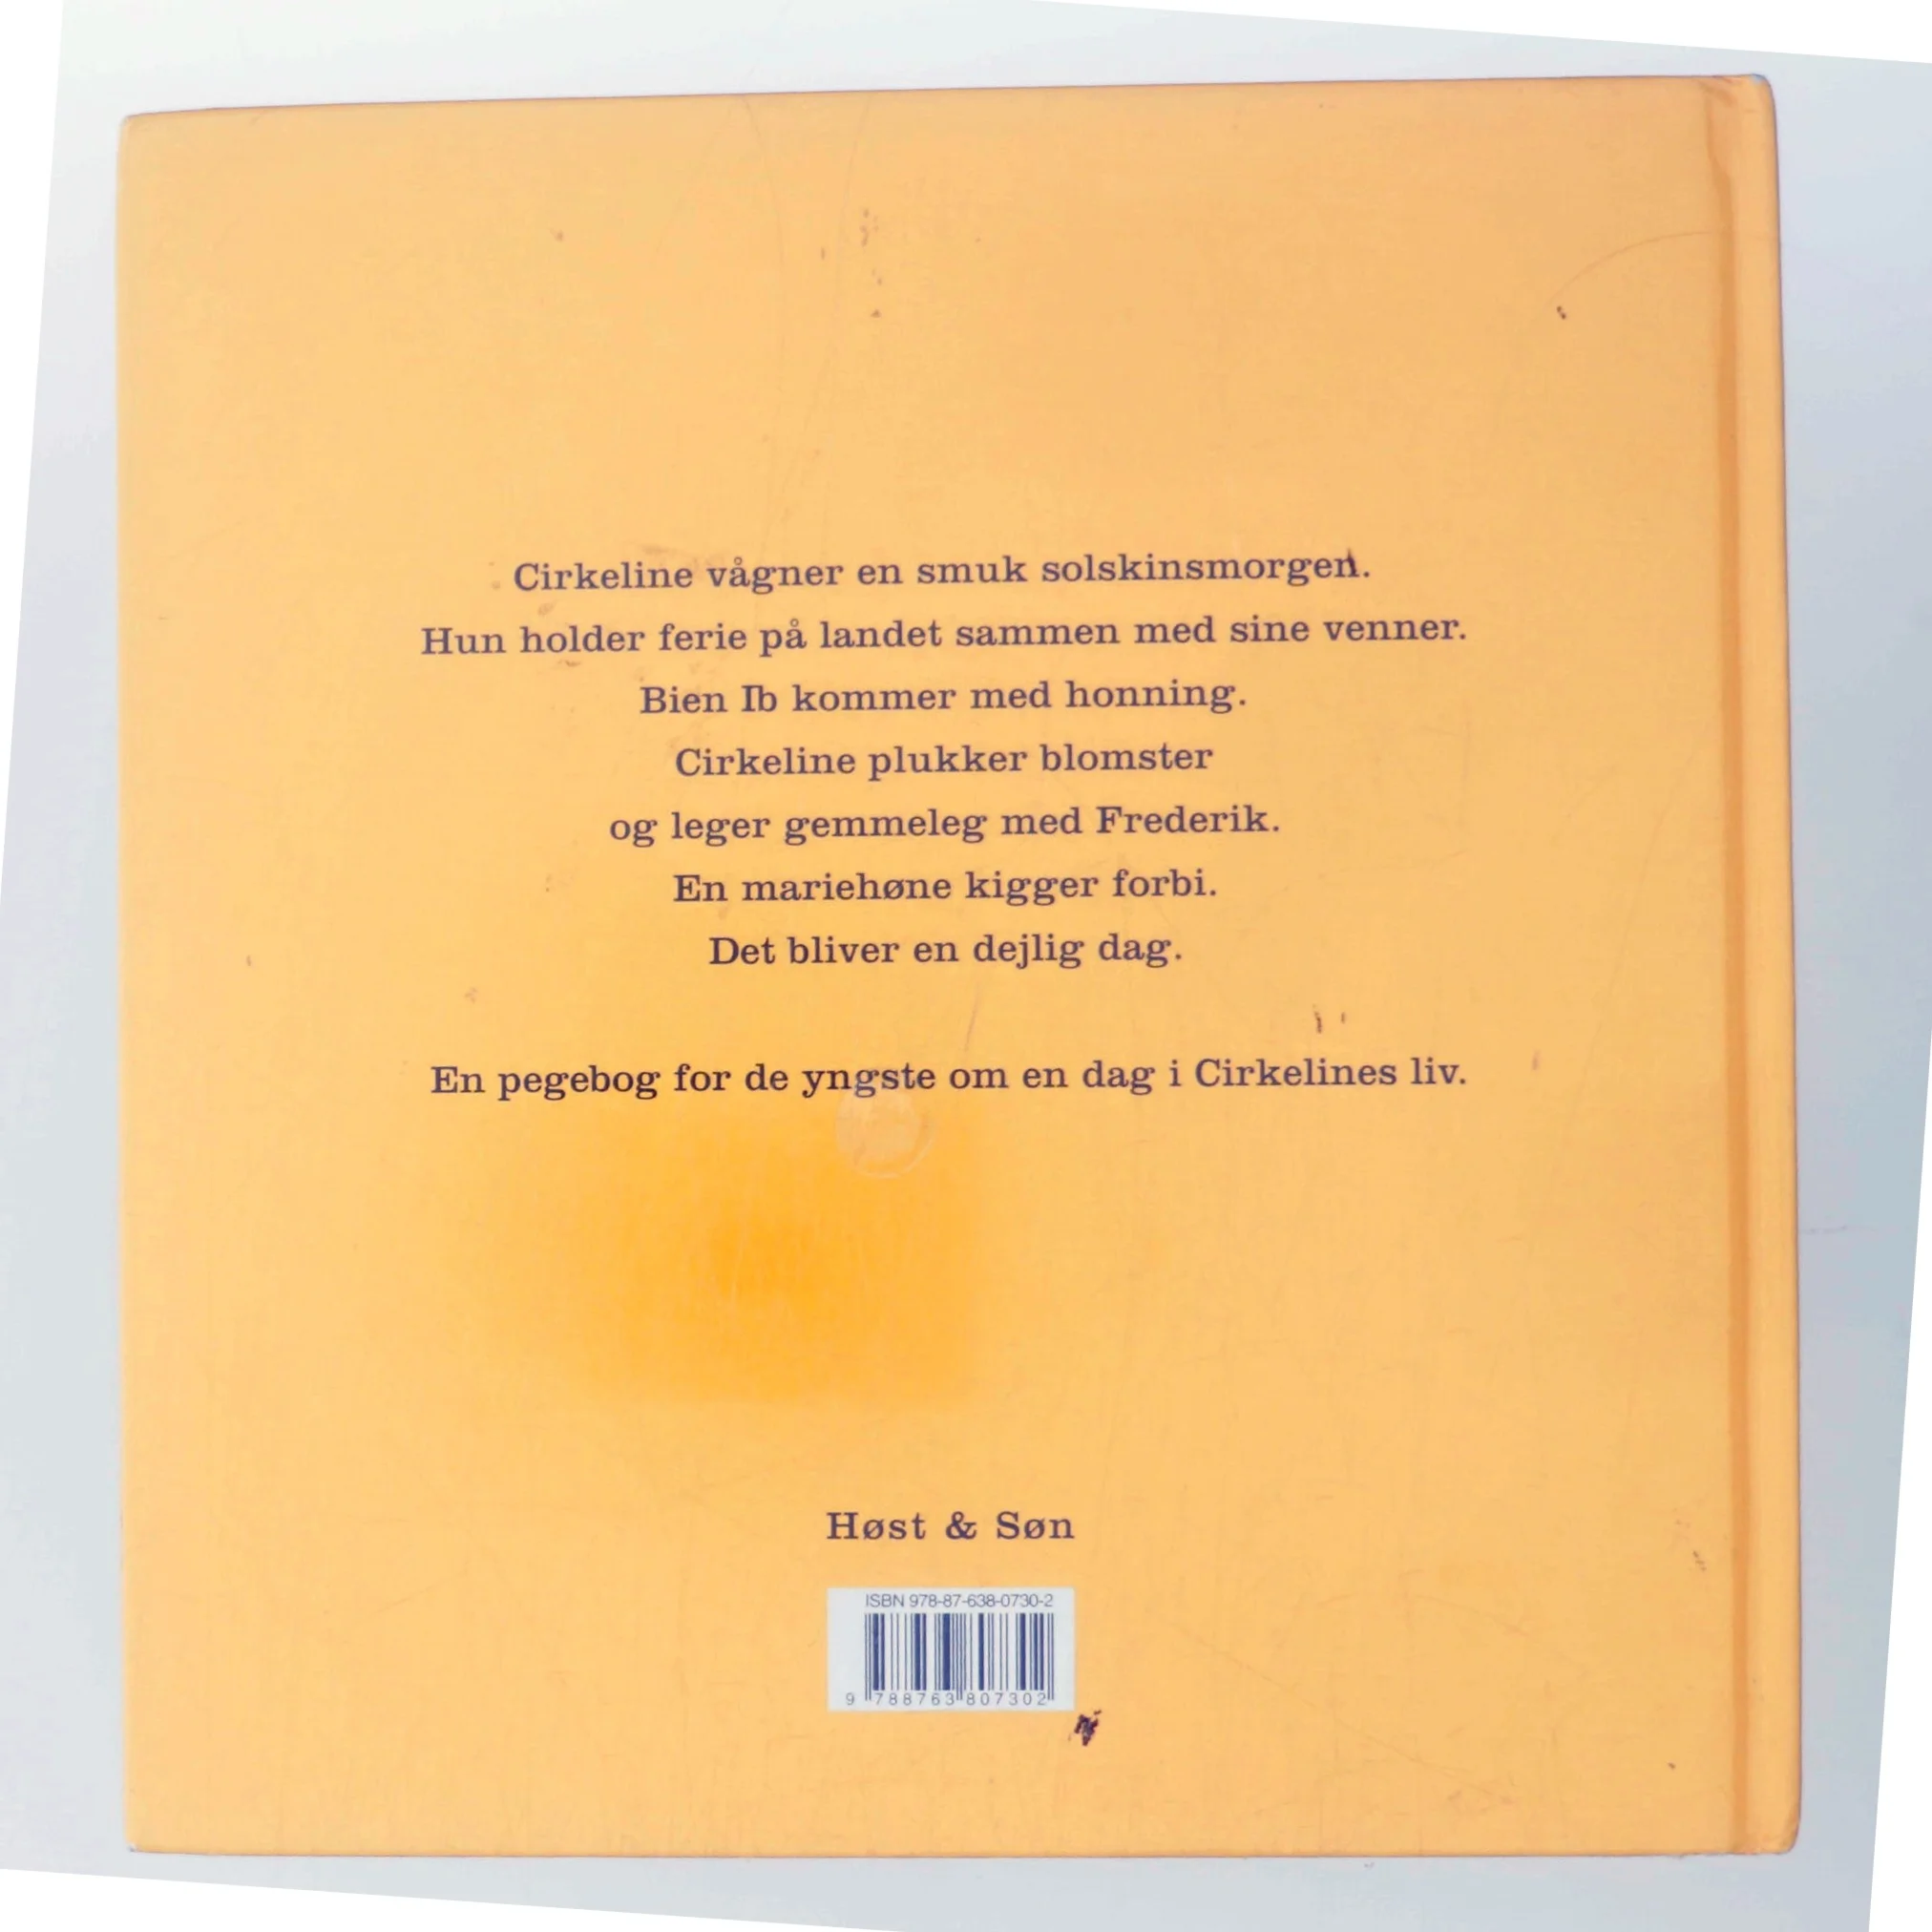 Cirkeline vågner en smuk solskinsmorgen.
Hun holder ferie på landet sammen med sine venner.
Bien Ib kommer med honning.
Cirkeline plukker blomster
og leger gemmeleg med Frederik.
En mariehøne kigger forbi.
Det bliver en dejlig dag.
En pegebog for de yngste om en dag i Cirkelines liv.
Høst & Søn
ISBN 978-87-638-0730-2
9 788763 807302